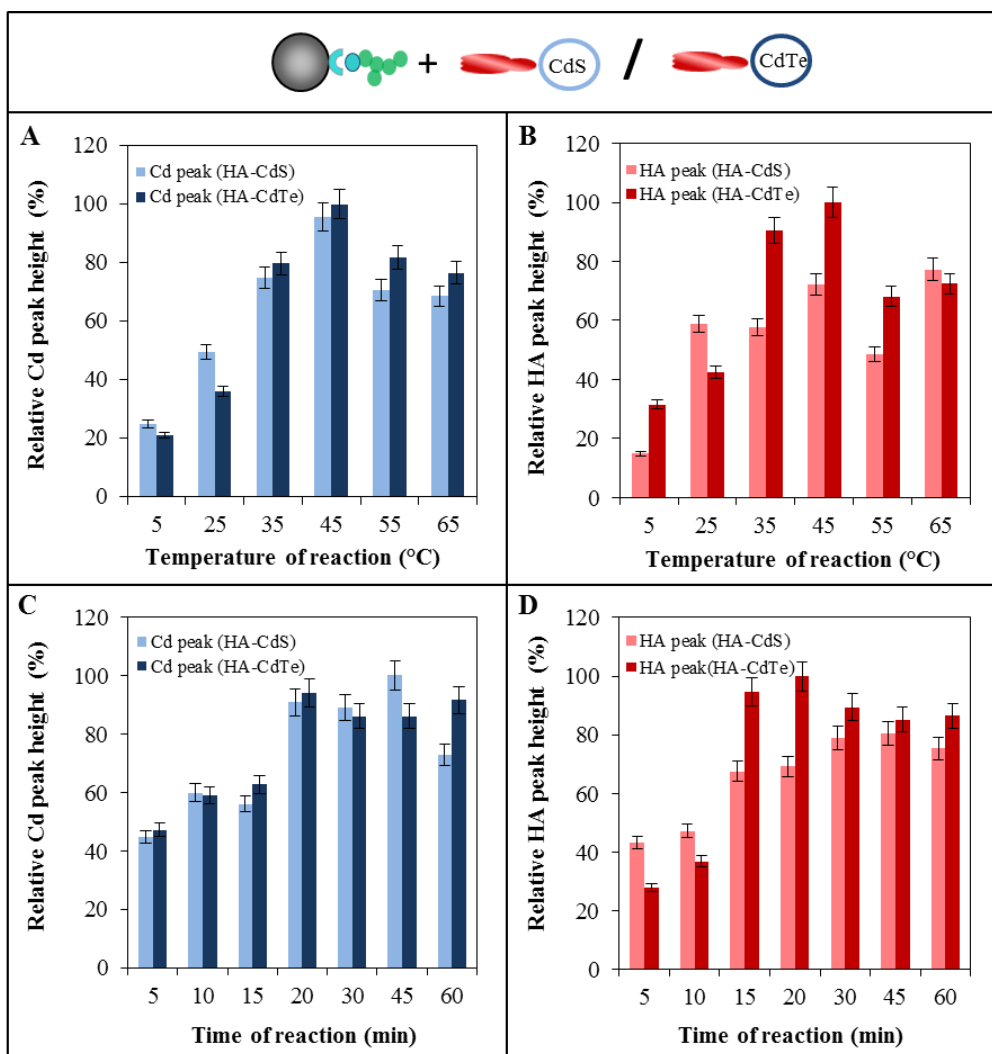 +
CdS
/
CdTe
A
Relative Cd peak height (%)
120
100
80
60
40
20
0
Cd peak (HA-CdS)
Cd peak (HA-CdTe)
5 25 35 45 55 65
Temperature of reaction (°C)
B
Relative HA peak height (%)
120
100
80
60
40
20
0
HA peak (HA-CdS)
HA peak (HA-CdTe)
5 25 35 45 55 65
Temperature of reaction (°C)
C
Relative Cd peak height (%)
120
100
80
60
40
20
0
Cd peak (HA-CdS)
Cd peak (HA-CdTe)
5 10 15 20 30 45 60
Time of reaction (min)
D
Relative HA peak height (%)
120
100
80
60
40
20
0
HA peak (HA-CdS)
HA peak(HA-CdTe)
5 10 15 20 30 45 60
Time of reaction (min)